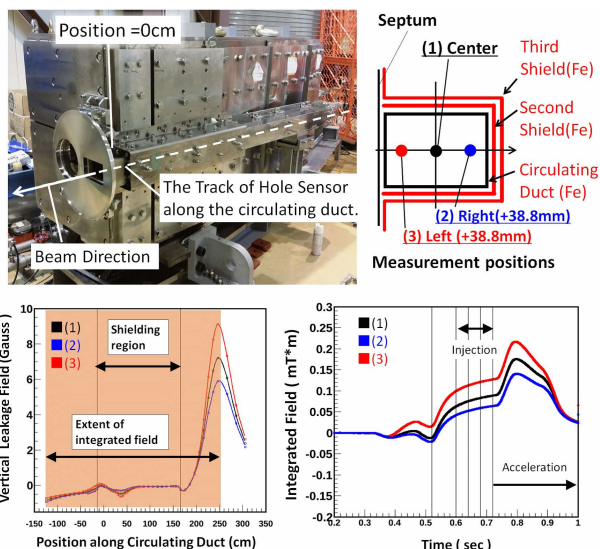 Position =0cm
The Track of Hole Sensor
along the circulating duct.
Beam Direction
Septum
(1) Center
Third
Shield(Fe)
Second
Shield(Fe)
Circulating
Duct (Fe)
(2) Right(+38.8mm)
(3) Left (+38.8mm)
Measurement positions
Vertical Leakage Field (Gauss)
10
8
6
4
2
0
(1)
(2)
(3)
Shielding
region
Extent of
integrated field
-150 -100 -50 0 50 100 150 200 250 300 350
Position along Circulating Duct (cm)
Integrated Field ( mT*m)
0.3
0.25
0.2
0.15
0.1
0.05
0
-0.05
-0.1
-0.15
-0.2
(1)
(2)
(3)
Injection
Acceleration
0.2 0.3 0.4 0.5 0.6 0.7 0.8 0.9 1
Time ( sec )